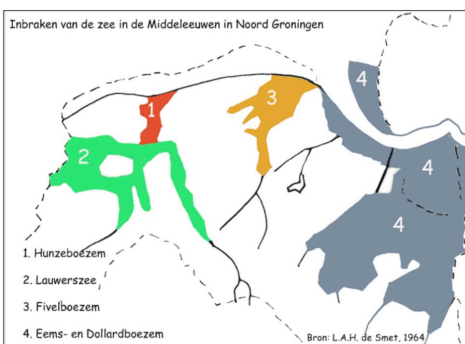 Inbraken van de zee in de Middeleeuwen in Noord Groningen
4
1
3
2
4
4
1. Hunzeboezem
2. Lauwerszee
3. Fivelboezem
4. Eems- en Dollardboezem
Bron: L.A.H. de Smet, 1964